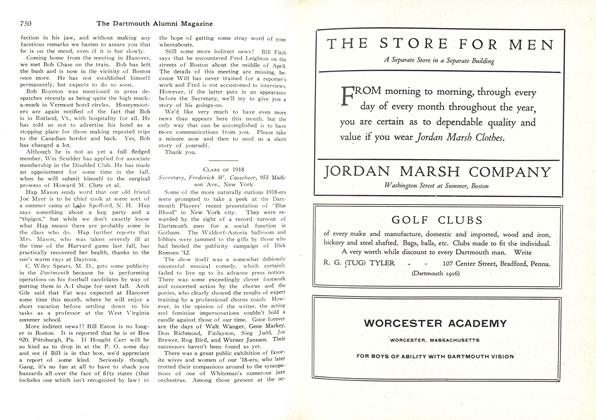 750
The Dartmouth Alumni Magazine
fection in his jaw, and without making any
facetious remarks we hasten to assure you that
he is on the mend, even if it is but slowly.
Coming home from the meeting in Hanover,
we met Bob Chase on the train. Bob has left
the bush and is now in the vicinity of Boston
once more. He has not established himself
permanently, but expects to do so soon.
Bob Boynton was mentioned in press de-
spatches recently as being quite the high muck-
a-muck in Vermont hotel circles. Honeymoon-
ers are again notified of the fact that Bob
is in Rutland, Vt., with hospitality for all. He
has told us not to advertise his hotel as a
stopping place for those making repeated trips
to the Canadian border and back. Yes, Bob
has changed a lot.
Although he is not as yet a full fledged
member, Win Scudder has applied for associate
membership in the Disabled Club. He has made
an appointment for some time in the fall,
when he will submit himself to the surgical
prowess of Howard M. Clute et al.
Hap Mason sends word that our old friend
Joe Myer is to be chief cook at some sort of
a summer camp at Lake Spofford, N. H. Hap
says something about a keg party and a
"spigot," but while we don't exactly know
what Hap means there are probably some in
the class who do. Hap further reports that
Mrs. Mason, who was taken severely ill at
the time of the Harvard game last fall, has
practically recovered her health, thanks to the
sun's warm rays at Daytona.
C. Wiley Spears, M. D., gets some publicity
in the Dartmouth because he is performing
operations on his football candidates by way of
putting them in A-1 shape for next fall. Arch
Gile said that Fat was expected at Hanover
some time this month, where he will enjoy a
short vacation before settling down to his
tasks as a professor at the West Virginia
summer school.
More indirect news!! Bill Eaton is no long-
er in Boston. It is reported that he is at Box
920, Pittsburgh, Pa. If Hought Carr will be
so kind as to drop in at the P. O. some day
and see if Bill is in that box, we'd appreciate
a report of some kind. Seriously though,
Gang, it's no fun at all to have to shack you
buzzards all over the face of fifty states (that
includes one which isn't recognized by law) in
the hope of getting some stray word of your
whereabouts.
Still some more indirect news! Bill Fitch
says that he encountered Fred Leighton on the
streets of Boston about the middle of April.
The details of this meeting are missing, be-
cause Will has never trained for a reporter's
work and Fred is not accustomed to interviews.
However, if the latter puts in an appearance
before the Secretary, we'll try to give you a
story of his goings-on.
We'd like very much to have even more
news than appears here this month, but the
only way that can be accomplished is to have
more communications from you. Please take
a minute now and then to send us a short
story of yourself.
Thank you.
CLASS OF 1918
Secretary, Frederick W. Cassebeer, 953 Madi-
son Ave., New York
Some of the more naturally curious 1918-ers
were prompted to take a peek at the Dart-
mouth Players' recent presentation of "Blue
Blood" in New York city. They were re-
warded by the sight of a record turnout of
Dartmouth men for a social function in
Gotham. The Waldorf-Astoria ballroom and
lobbies were jammed to the gills by those who
had heeded the publicity campaign of Dick
Remsen '12.
The show itself was a somewhat dubiously
successful musical comedy, which certainly
failed to live up to its advance press notices.
There was some exceedingly clever footwork
and concerted action by the chorus and the
ponies, who clearly showed the results of expert
training by a professional chorus coach. How-
ever, in the opinion of the writer, the acting
and feminine impersonations couldn't hold a
candle against those of our time. Gone forever
are the days of Walt Wanger, Gene Markey,
Don Richmond, Finlayson, Sieg Judd, Joe
Brewer, Rog Bird, and Werner Janssen. Their
successors haven't been found as yet.
There was a great public exhibition of favor-
ite wives and women of our '18-ers, who later
trotted their companions around to the syncopa-
tions of one of Whiteman's numerous jazz
orchestras. Among those present at the oc-
THE STORE FOR MEN
A Separate Store in a Separate Building
FROM morning to morning, through every
day of every month throughout the year,
you are certain as to dependable quality and
value if you wear Jordan Marsh Clothes.
JORDAN MARSH COMPANY
Washington Street at Summer, Boston
GOLF CLUBS
of every make and manufacture, domestic and imported, wood and iron,
hickery and steel shafted. Bags, balls, etc. Clubs made to fit the individual.
A very worth while discount to every Dartmouth man. Write
R. G. (TUG) TYLER - - 107 Center Street, Bradford, Penna.
(Dartmouth 1916)
WORCESTER ACADEMY
WORCESTER, MASSACHUSETTS
FOR BOYS OF ABILITY WITH DARTMOUTH VISION